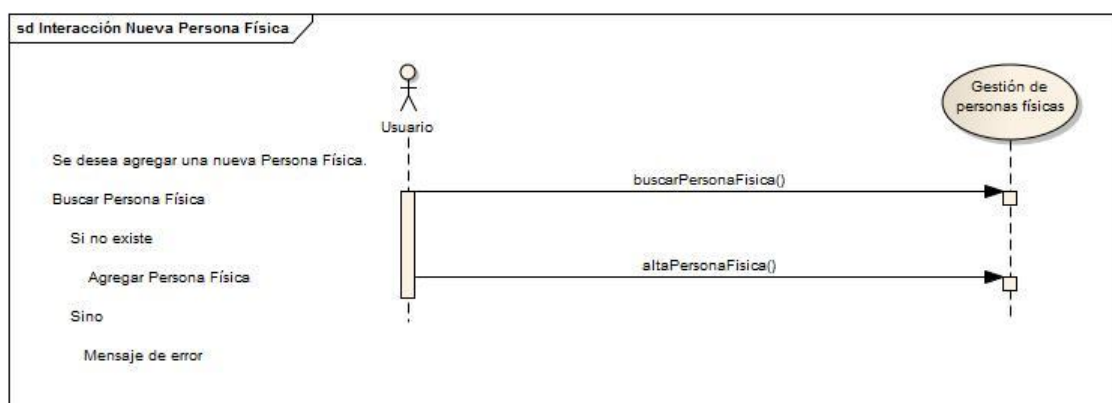 sd Interacción Nueva Persona Física
Gestión de
personas físicas
Usuario
Se desea agregar una nueva Persona Física.
buscarPersonaFisica()
Buscar Persona Física
Si no existe
altaPersonaFisica()
Agregar Persona Física
Sino
Mensaje de error